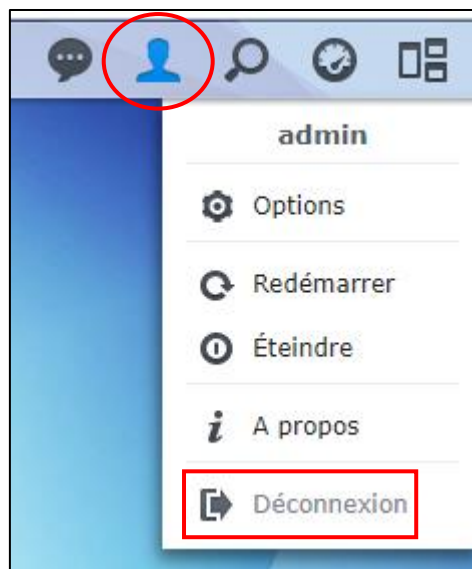 admin
Options
Redémarrer
Éteindre
A propos
Déconnexion